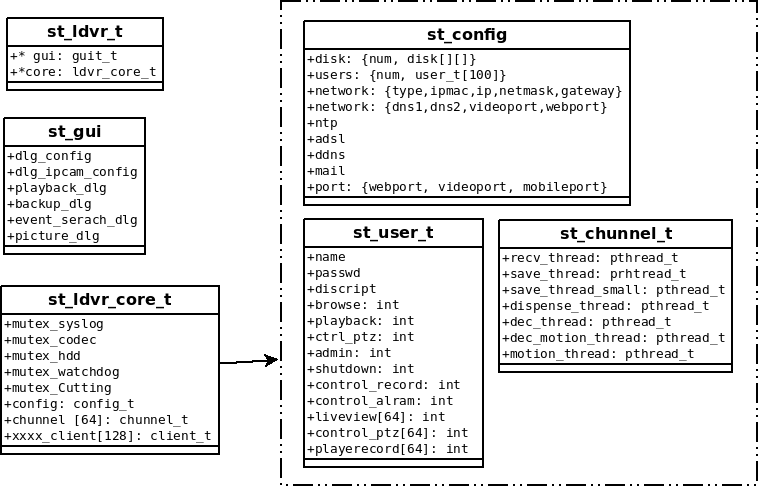 st_ldvr_t
+* gui: guit_t
+*core: ldvr_core_t
st_gui
+dlg_config
+dlg_ipcam_config
+playback_dlg
+backup_dlg
+event_serach_dlg
+picture_dlg
st_ldvr_core_t
+mutex_syslog
+mutex_codec
+mutex_hdd
+mutex_watchdog
+mutex_Cutting
+config: config_t
+chunnel [64]: chunnel_t
+xxxx_client[128]: client_t
st_config
+disk: {num, disk[][]}
+users: {num, user_t[100]}
+network: {type,ipmac,ip,netmask,gateway}
+network: {dns1,dns2,videoport,webport}
+ntp
+adsl
+ddns
+mail
+port: {webport, videoport, mobileport}
st_user_t
+name
+passwd
+discript
+browse: int
+playback: int
+ctrl_ptz: int
+admin: int
+shutdown: int
+control_record: int
+control_alram: int
+liveview[64]: int
+control_ptz[64]: int
+playerecord[64]: int
st_chunnel_t
+recv_thread: pthread_t
+save_thread: prhtread_t
+save_thread_small: pthread_t
+dispense_thread: pthread_t
+dec_thread: pthread_t
+dec_motion_thread: pthread_t
+motion_thread: pthread_t